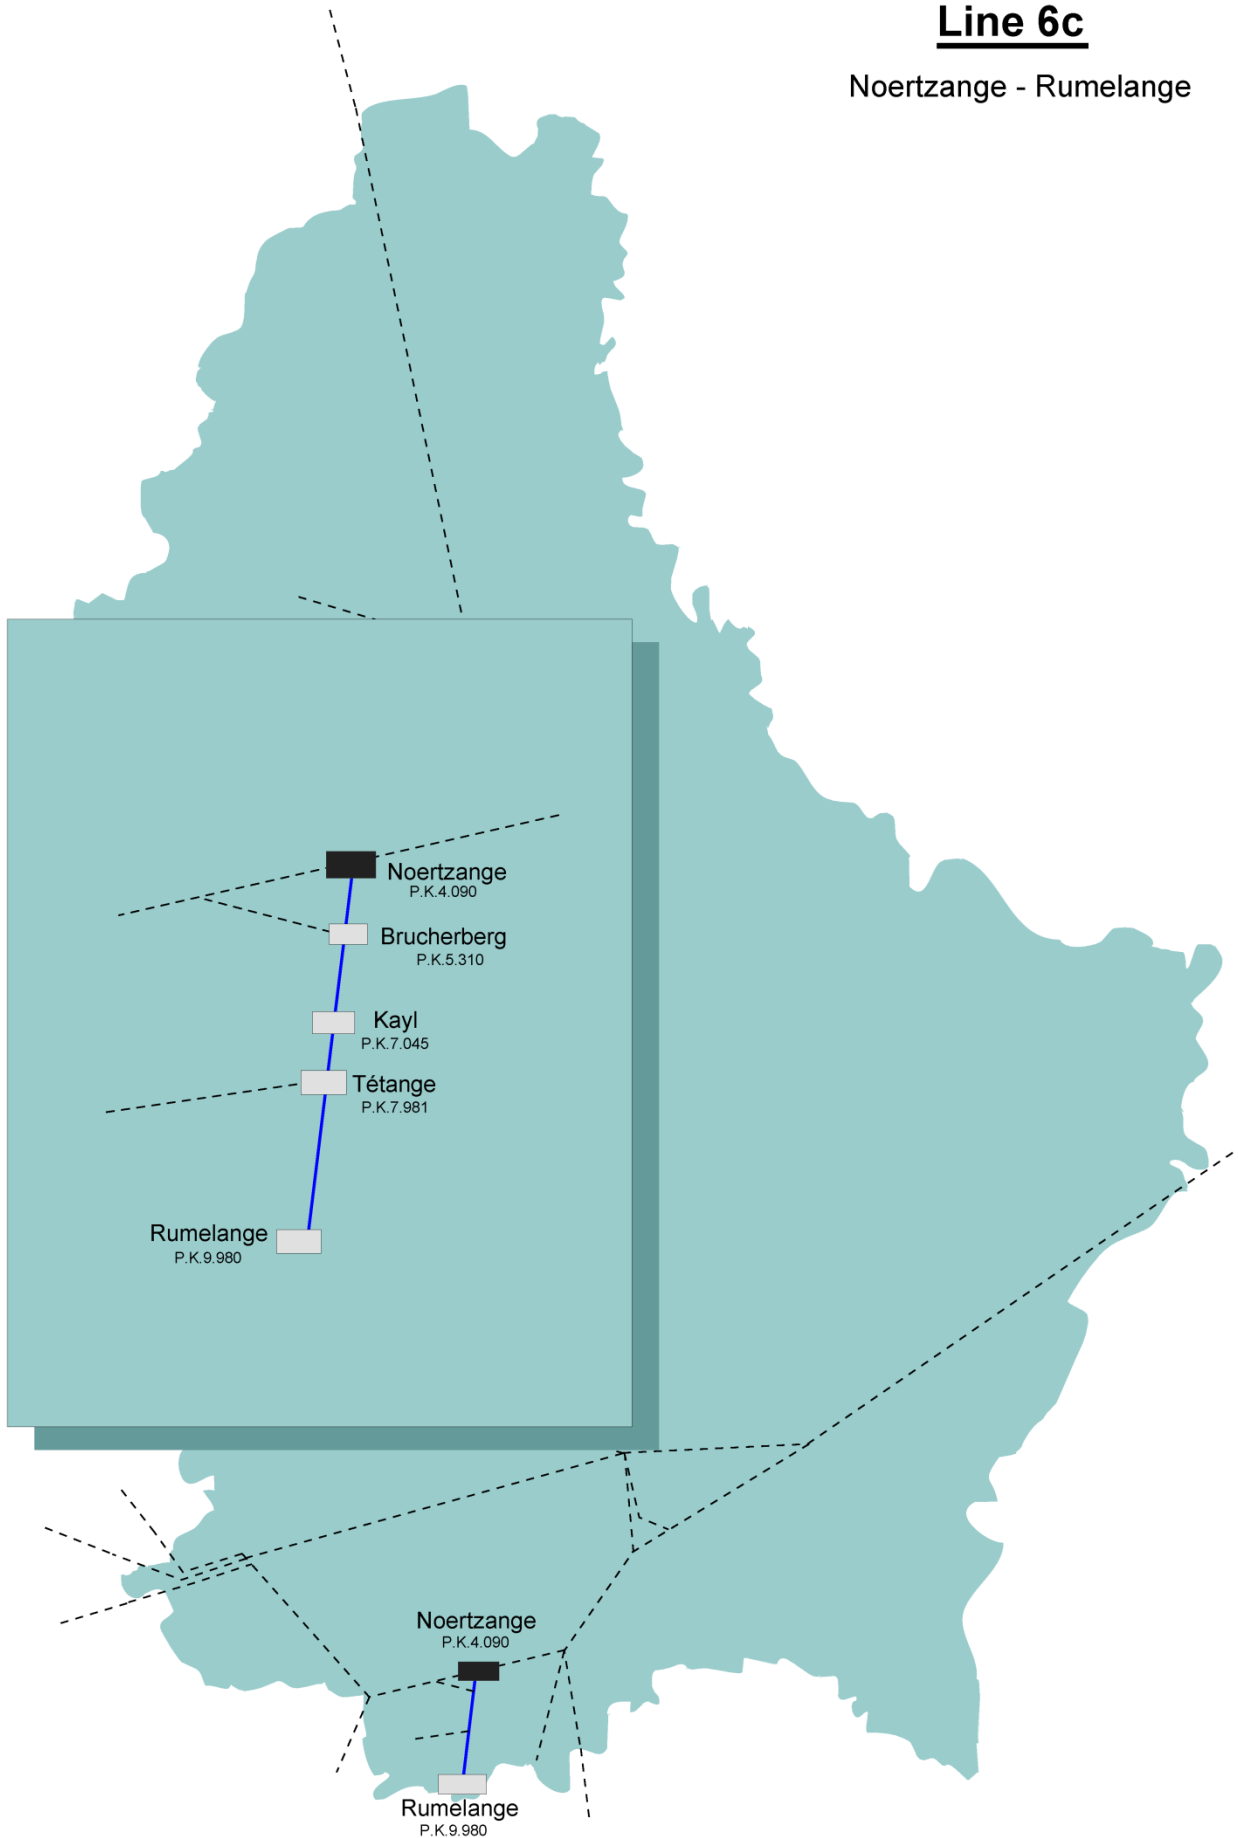 Line 6c
Noertzange - Rumelange
Noertzange
P.K.4.090
Brucherberg
P.K.5.310
Kayl
P.K.7.045
Tétange
P.K.7.981
Rumelange
P.K.9.980
Noertzange
P.K.4.090
Rumelange
P.K.9.980